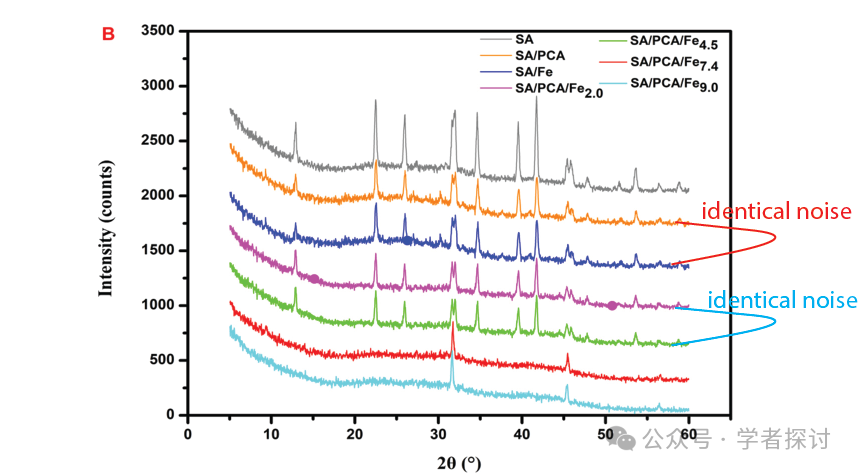 B
3500
3000
2500
2000
1500
1000
500
0
Intensity (counts)
SA
SA/PCA
SA/Fe
SA/PCA/Fe2.0
SA/PCA/Fe4.5
SA/PCA/Fe7.4
SA/PCA/Fe9.0
identical noise
identical noise
0
10
20
30
40
50
60
2θ (°)
公众号 · 学者探讨